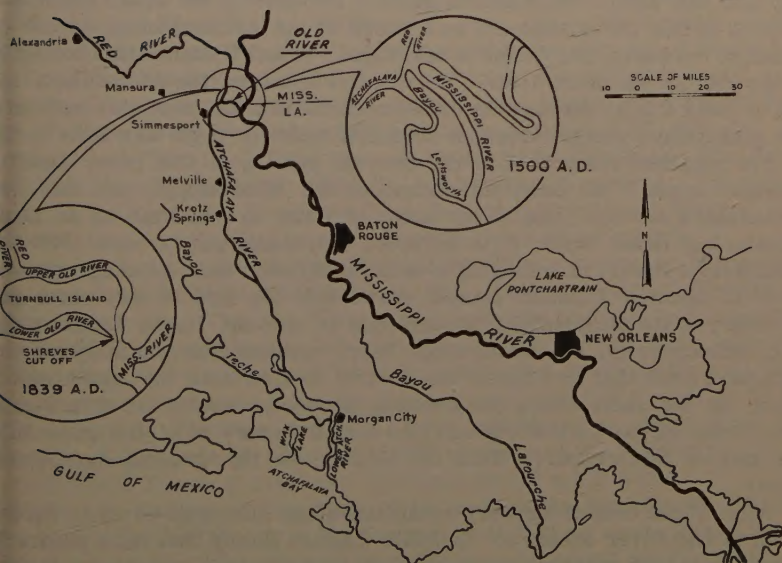 Alexandria
RED RIVER
OLD
RIVER
Mansura
Simmesport
MISS.
LA.
ATCHAFALAYA
RIVER
RED
RIVER
BAYOU
Lettsworth
MISSISSIPPI
RIVER
1500 A.D.
SCALE OF MILES
10 0 10 20 30
N
Melville
Krotz
Springs
ATCHAFALAYA
RIVER
Bayou
Teche
BATON
ROUGE
MISSISSIPPI
RIVER
LAKE
PONTCHARTRAIN
NEW ORLEANS
RED
RIVER
UPPER OLD RIVER
TURNBULL ISLAND
LOWER OLD RIVER
SHREVES
CUT OFF
MISS. RIVER
1839 A.D.
Bayou
Lafourche
Morgan City
WAX
LAKE
LOWER ATCH.
RIVER
ATCHAFALAYA
BAY
GULF OF MEXICO